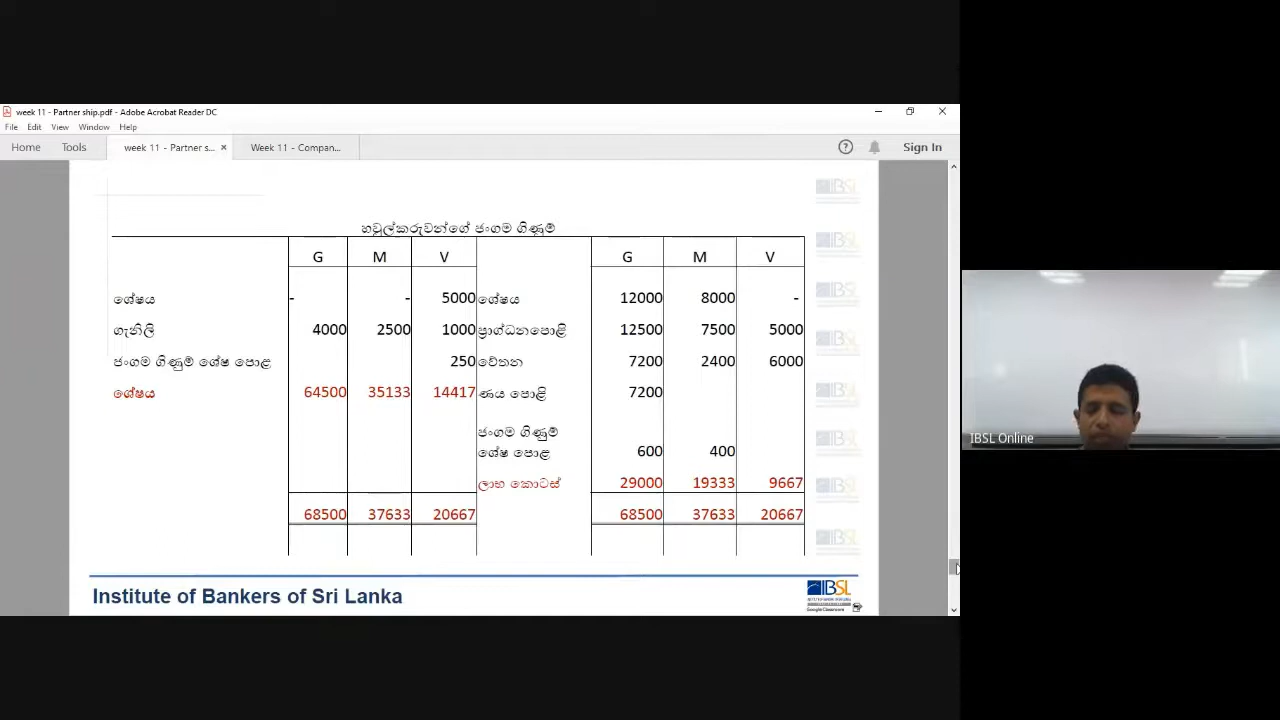 week 11 - Partner ship.pdf - Adobe Acrobat Reader DC
File Edit View Window Help
Home Tools week 11 - Partner s... × Week 11 - Compan... Sign In
හවුල්කරුවන්ගේ ජංගම ගිණුම්
G M V G M V
ශේෂය - - 5000 ශේෂය 12000 8000 -
ගැනිලි 4000 2500 1000 ප්‍රාග්ධනපොළි 12500 7500 5000
ජංගම ගිණුම් ශේෂ පොළ 250 වේතන 7200 2400 6000
ශේෂය 64500 35133 14417 ණය පොළි 7200
ජංගම ගිණුම්
ශේෂ පොළ 600 400
ලාභ කොටස් 29000 19333 9667
68500 37633 20667 68500 37633 20667
Institute of Bankers of Sri Lanka
IBSL
IBSL Online